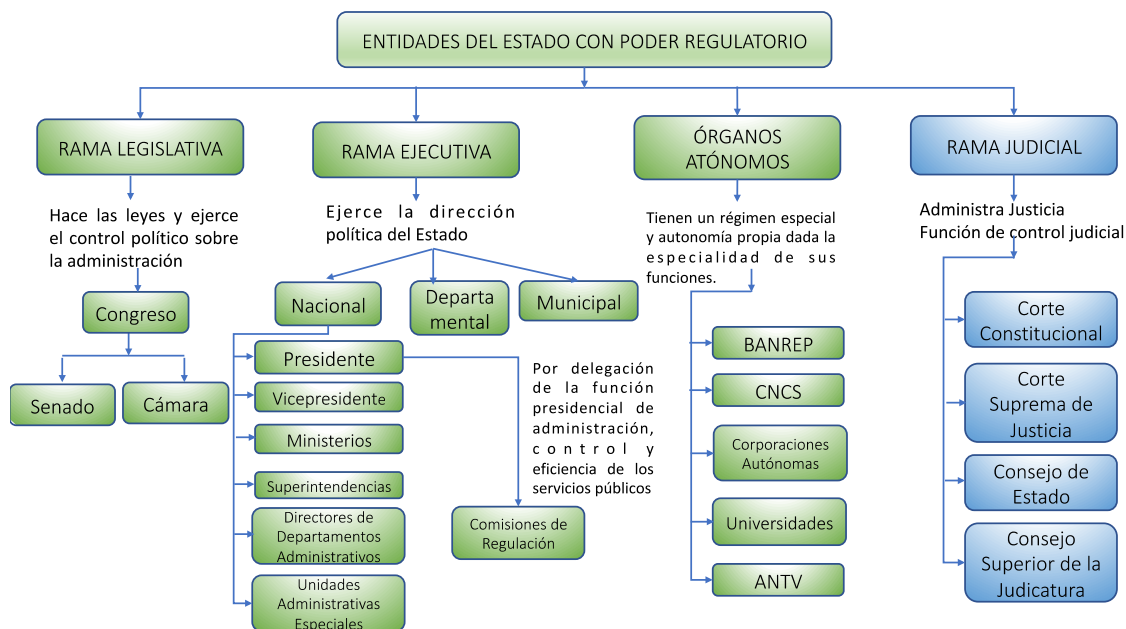 ENTIDADES DEL ESTADO CON PODER REGULATORIO
RAMA LEGISLATIVA
Hace las leyes y ejerce
el control político sobre
la administración
Congreso
Senado
Cámara
RAMA EJECUTIVA
Ejerce la dirección
política del Estado
Nacional
Departa
mental
Municipal
Presidente
Vicepresidente
Ministerios
Superintendencias
Directores de
Departamentos
Administrativos
Unidades
Administrativas
Especiales
Por delegación
de la función
presidencial de
administración,
control y
eficiencia de los
servicios públicos
Comisiones de
Regulación
ÓRGANOS
ATÓNOMOS
Tienen un régimen especial
y autonomía propia dada la
especialidad de sus
funciones.
BANREP
CNCS
Corporaciones
Autónomas
Universidades
ANTV
RAMA JUDICIAL
Administra Justicia
Función de control judicial
Corte
Constitucional
Corte
Suprema de
Justicia
Consejo de
Estado
Consejo
Superior de la
Judicatura